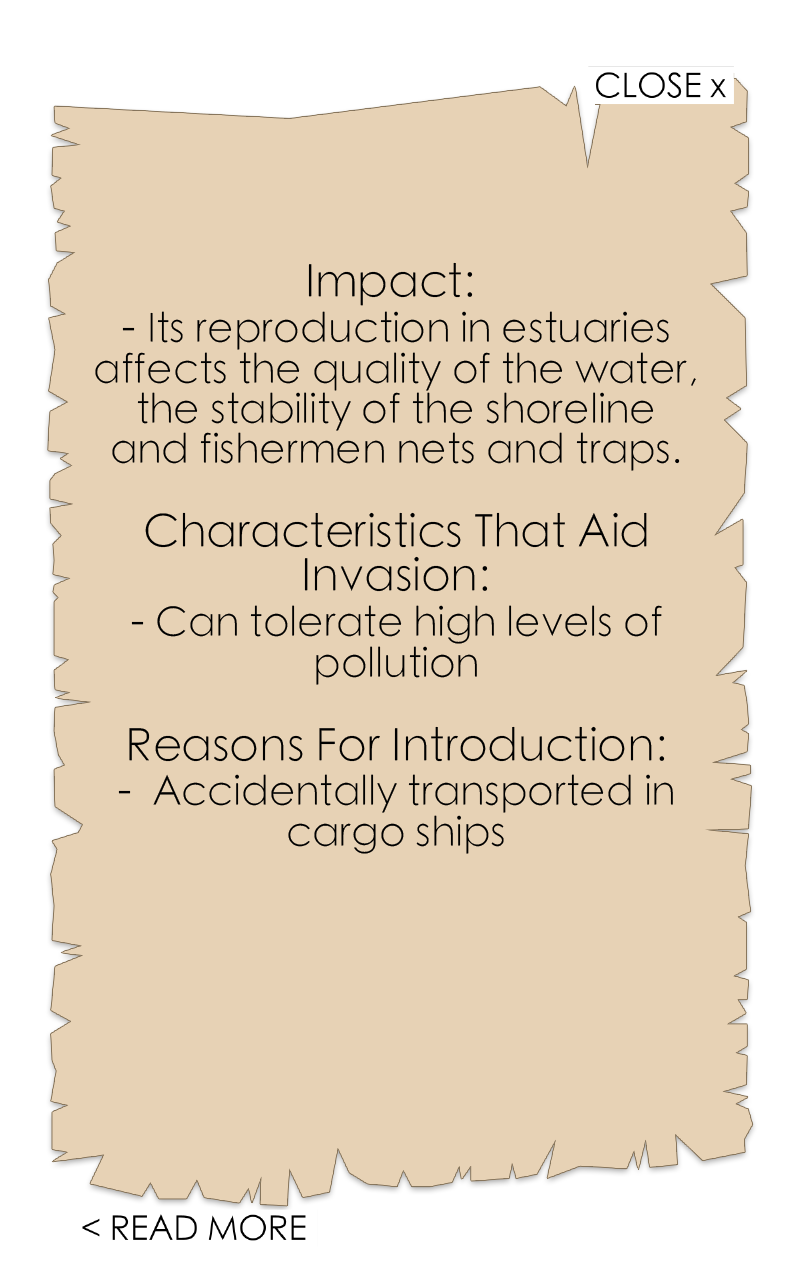 CLOSE x
Impact:
- Its reproduction in estuaries
affects the quality of the water,
the stability of the shoreline
and fishermen nets and traps.
Characteristics That Aid
Invasion:
- Can tolerate high levels of
pollution
Reasons For Introduction:
-  Accidentally transported in
cargo ships
< READ MORE